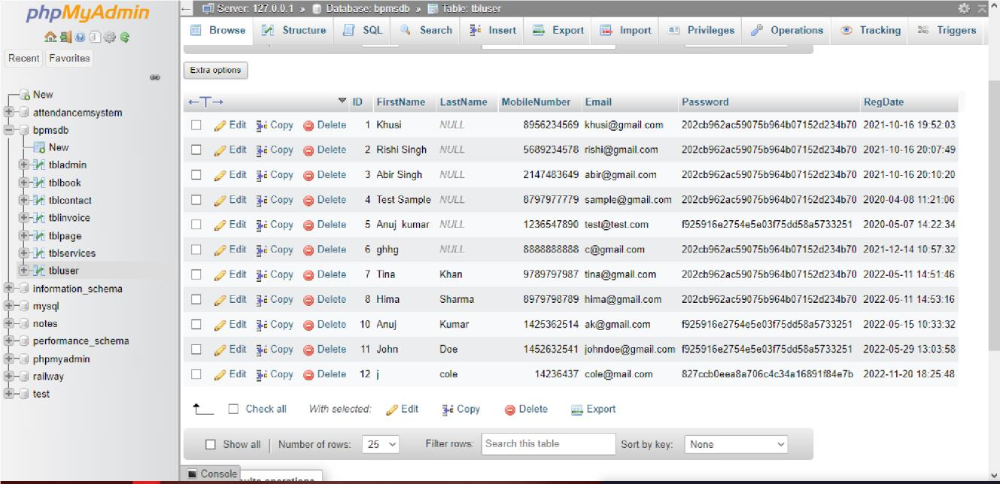 phpMyAdmin
Server: 127.0.0.1 » Database: bpmsdb » Table: tbluser
Browse Structure SQL Search Insert Export Import Privileges Operations Tracking Triggers
Recent Favorites
Extra options
New
attendancemsystem
bpmsdb
New
tbladmin
tblbook
tblcontact
tblinvoice
tblpage
tblservices
tbluser
information_schema
mysql
notes
performance_schema
phpmyadmin
railway
test
←T→ ID FirstName LastName MobileNumber Email Password RegDate
Edit Copy Delete 1 Khusi NULL 8956234569 khusi@gmail.com 202cb962ac59075b964b07152d234b70 2021-10-16 19:52:03
Edit Copy Delete 2 Rishi Singh NULL 5689234578 rishi@gmail.com 202cb962ac59075b964b07152d234b70 2021-10-16 20:07:49
Edit Copy Delete 3 Abir Singh NULL 2147483649 abir@gmail.com 202cb962ac59075b964b07152d234b70 2021-10-16 20:10:20
Edit Copy Delete 4 Test Sample NULL 8797977779 sample@gmail.com 202cb962ac59075b964b07152d234b70 2020-04-08 11:21:06
Edit Copy Delete 5 Anuj kumar NULL 1236547890 test@test.com f925916e2754e5e03f75dd58a5733251 2020-05-07 14:22:34
Edit Copy Delete 6 ghhg NULL 8888888888 c@gmail.com 202cb962ac59075b964b07152d234b70 2021-12-14 10:57:32
Edit Copy Delete 7 Tina Khan 9789797987 tina@gmail.com 202cb962ac59075b964b07152d234b70 2022-05-11 14:51:46
Edit Copy Delete 8 Hima Sharma 8979798789 hima@gmail.com 202cb962ac59075b964b07152d234b70 2022-05-11 14:53:16
Edit Copy Delete 10 Anuj Kumar 1425362514 ak@gmail.com f925916e2754e5e03f75dd58a5733251 2022-05-15 10:33:32
Edit Copy Delete 11 John Doe 1452632541 johndoe@gmail.com f925916e2754e5e03f75dd58a5733251 2022-05-29 13:03:58
Edit Copy Delete 12 j cole 14236437 cole@mail.com 827ccb0eea8a706c4c34a16891f84e7b 2022-11-20 18:25:48
Check all With selected: Edit Copy Delete Export
Show all Number of rows: 25 Filter rows: Search this table Sort by key: None
Console